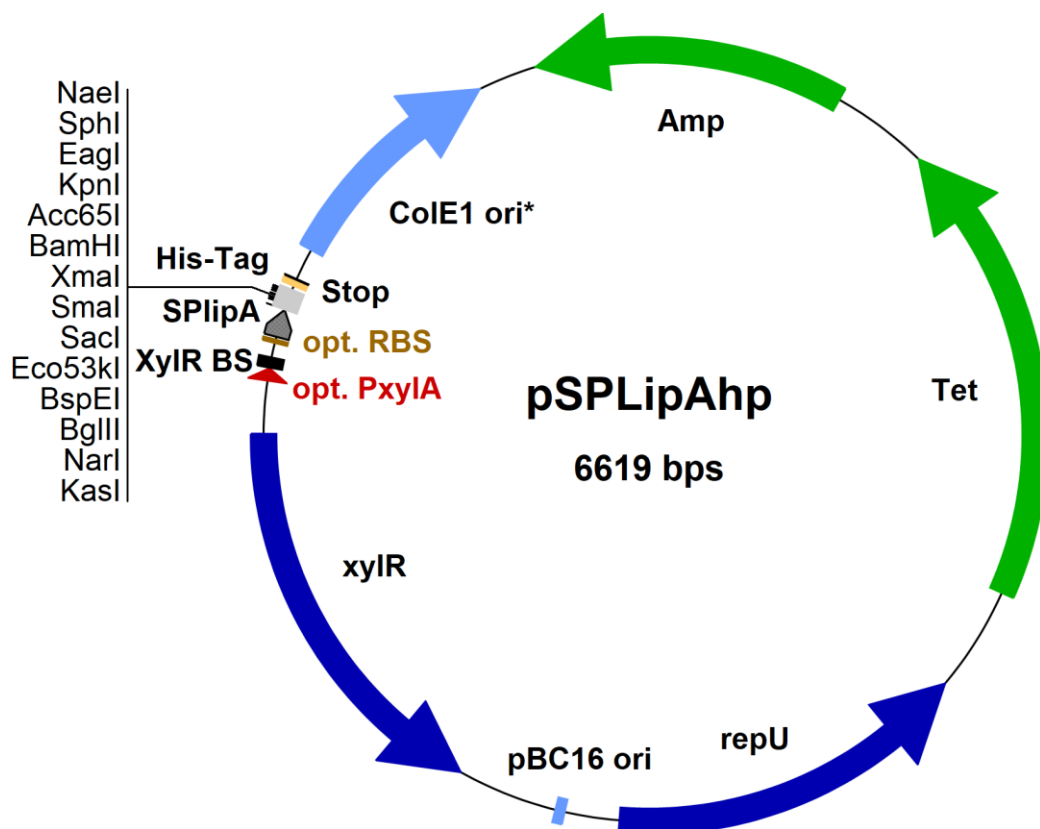 NaeI
SphI
EagI
KpnI
Acc65I
BamHI
XmaI
SmaI
SacI
Eco53kI
BspEI
BglII
NarI
KasI
Amp
ColE1 ori*
His-Tag
Stop
SPlipA
opt. RBS
XylR BS
opt. PxylA
pSPLipAhp
6619 bps
Tet
xylR
repU
pBC16 ori